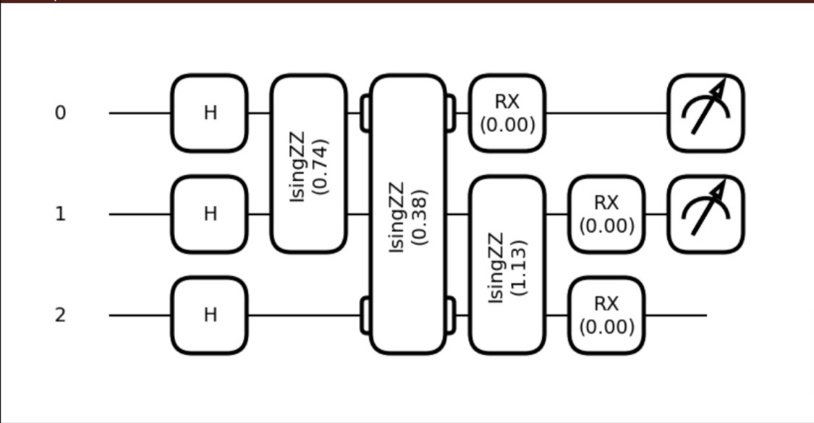 0
H
IsingZZ
(0.74)
IsingZZ
(0.38)
RX
(0.00)
1
H
IsingZZ
(1.13)
RX
(0.00)
2
H
RX
(0.00)